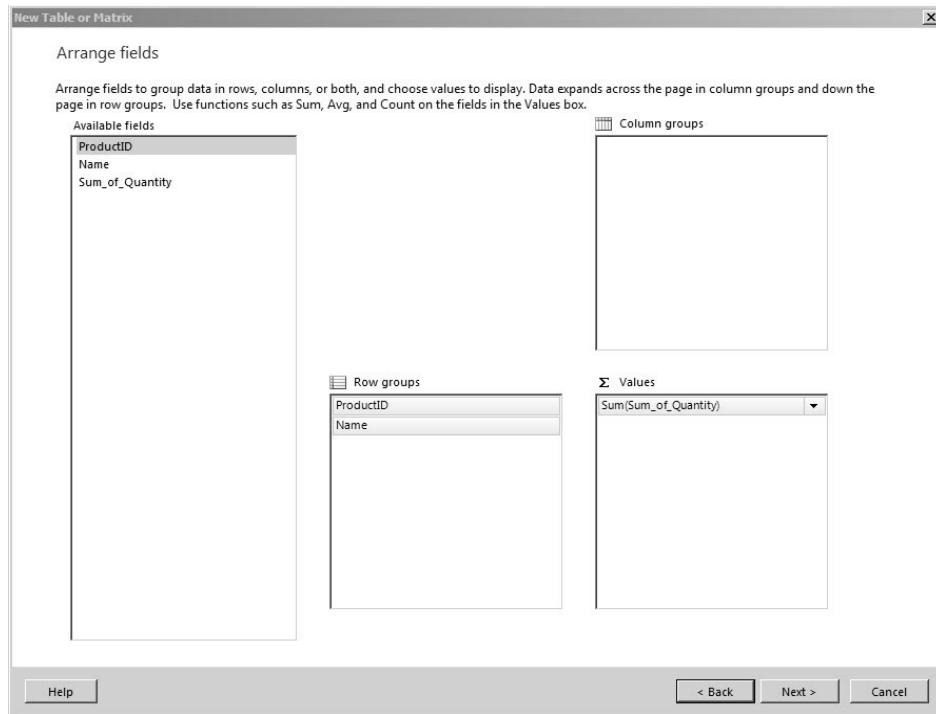 New Table or Matrix
Arrange fields
Arrange fields to group data in rows, columns, or both, and choose values to display. Data expands across the page in column groups and down the
page in row groups. Use functions such as Sum, Avg, and Count on the fields in the Values box.
Available fields
ProductID
Name
Sum_of_Quantity
Column groups
Row groups
ProductID
Name
Σ Values
Sum(Sum_of_Quantity)
Help
< Back
Next >
Cancel